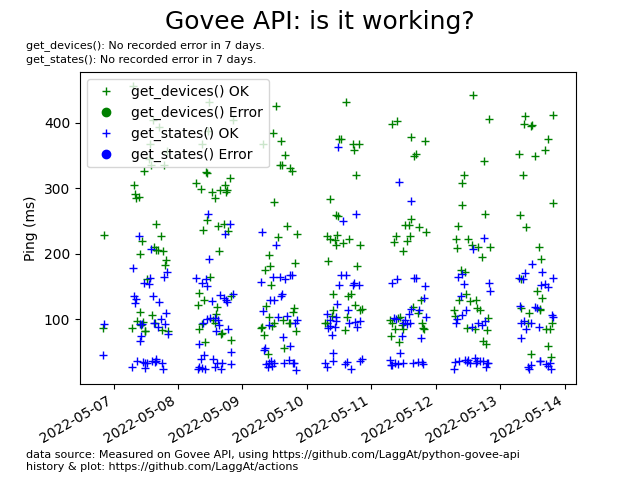 Govee API: is it working?
get_devices(): No recorded error in 7 days.
get_states(): No recorded error in 7 days.
get_devices() OK
get_devices() Error
get_states() OK
get_states() Error
400
300
200
100
Ping (ms)
2022-05-07
2022-05-08
2022-05-09
2022-05-10
2022-05-11
2022-05-12
2022-05-13
2022-05-14
data source: Measured on Govee API, using https://github.com/LaggAt/python-govee-api
history & plot: https://github.com/LaggAt/actions